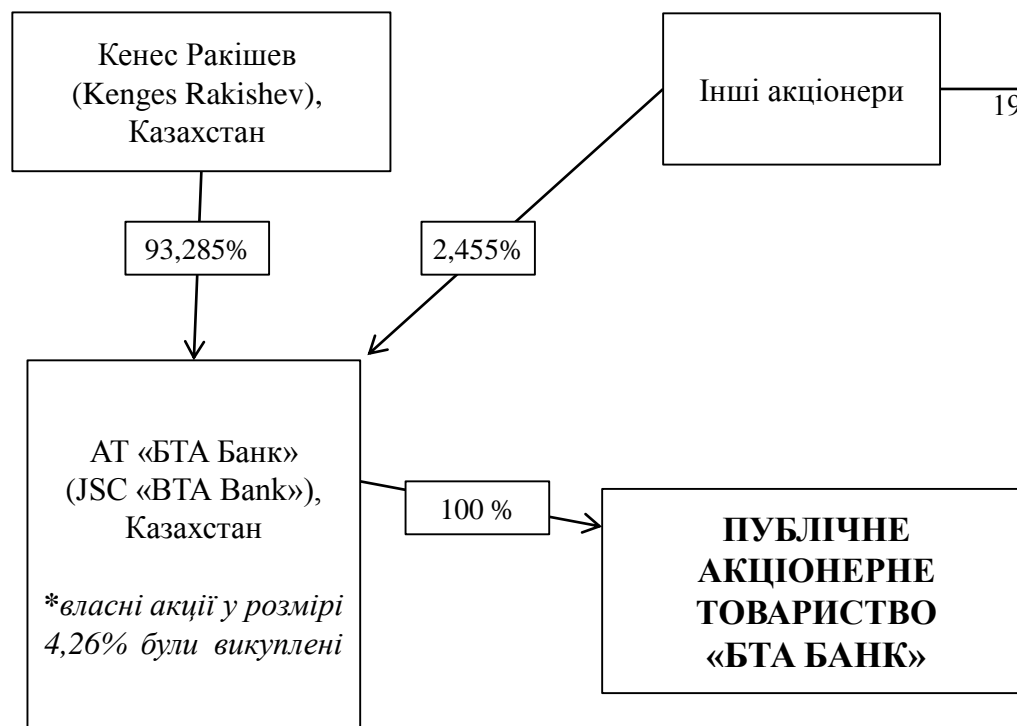 Кенес Ракішев
(Kenges Rakishev),
Казахстан
Інші акціонери
19
93,285%
2,455%
АТ «БТА Банк»
(JSC «BTA Bank»),
Казахстан
*власні акції у розмірі
4,26% були викуплені
100 %
ПУБЛІЧНЕ
АКЦІОНЕРНЕ
ТОВАРИСТВО
«БТА БАНК»